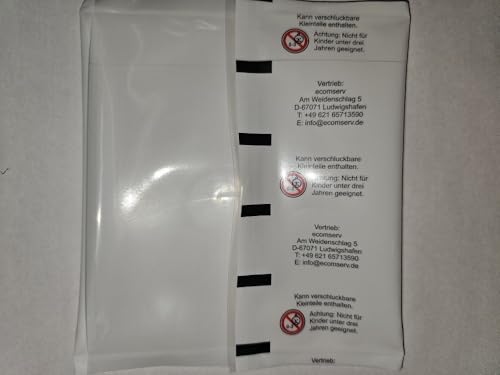 Kann verschluckbare
Kleinteile enthalten.
Achtung: Nicht für
Kinder unter drei
Jahren geeignet.
Vertrieb:
ecomserv
Am Weidenschlag 5
D-67071 Ludwigshafen
T: +49 621 65713590
E: info@ecomserv.de
Kann verschluckbare
Kleinteile enthalten.
Achtung: Nicht für
Kinder unter drei
Jahren geeignet.
Vertrieb:
ecomserv
Am Weidenschlag 5
D-67071 Ludwigshafen
T: +49 621 65713590
E: info@ecomserv.de
Kann verschluckbare
Kleinteile enthalten.
Achtung: Nicht für
Kinder unter drei
Jahren geeignet.
Vertrieb: